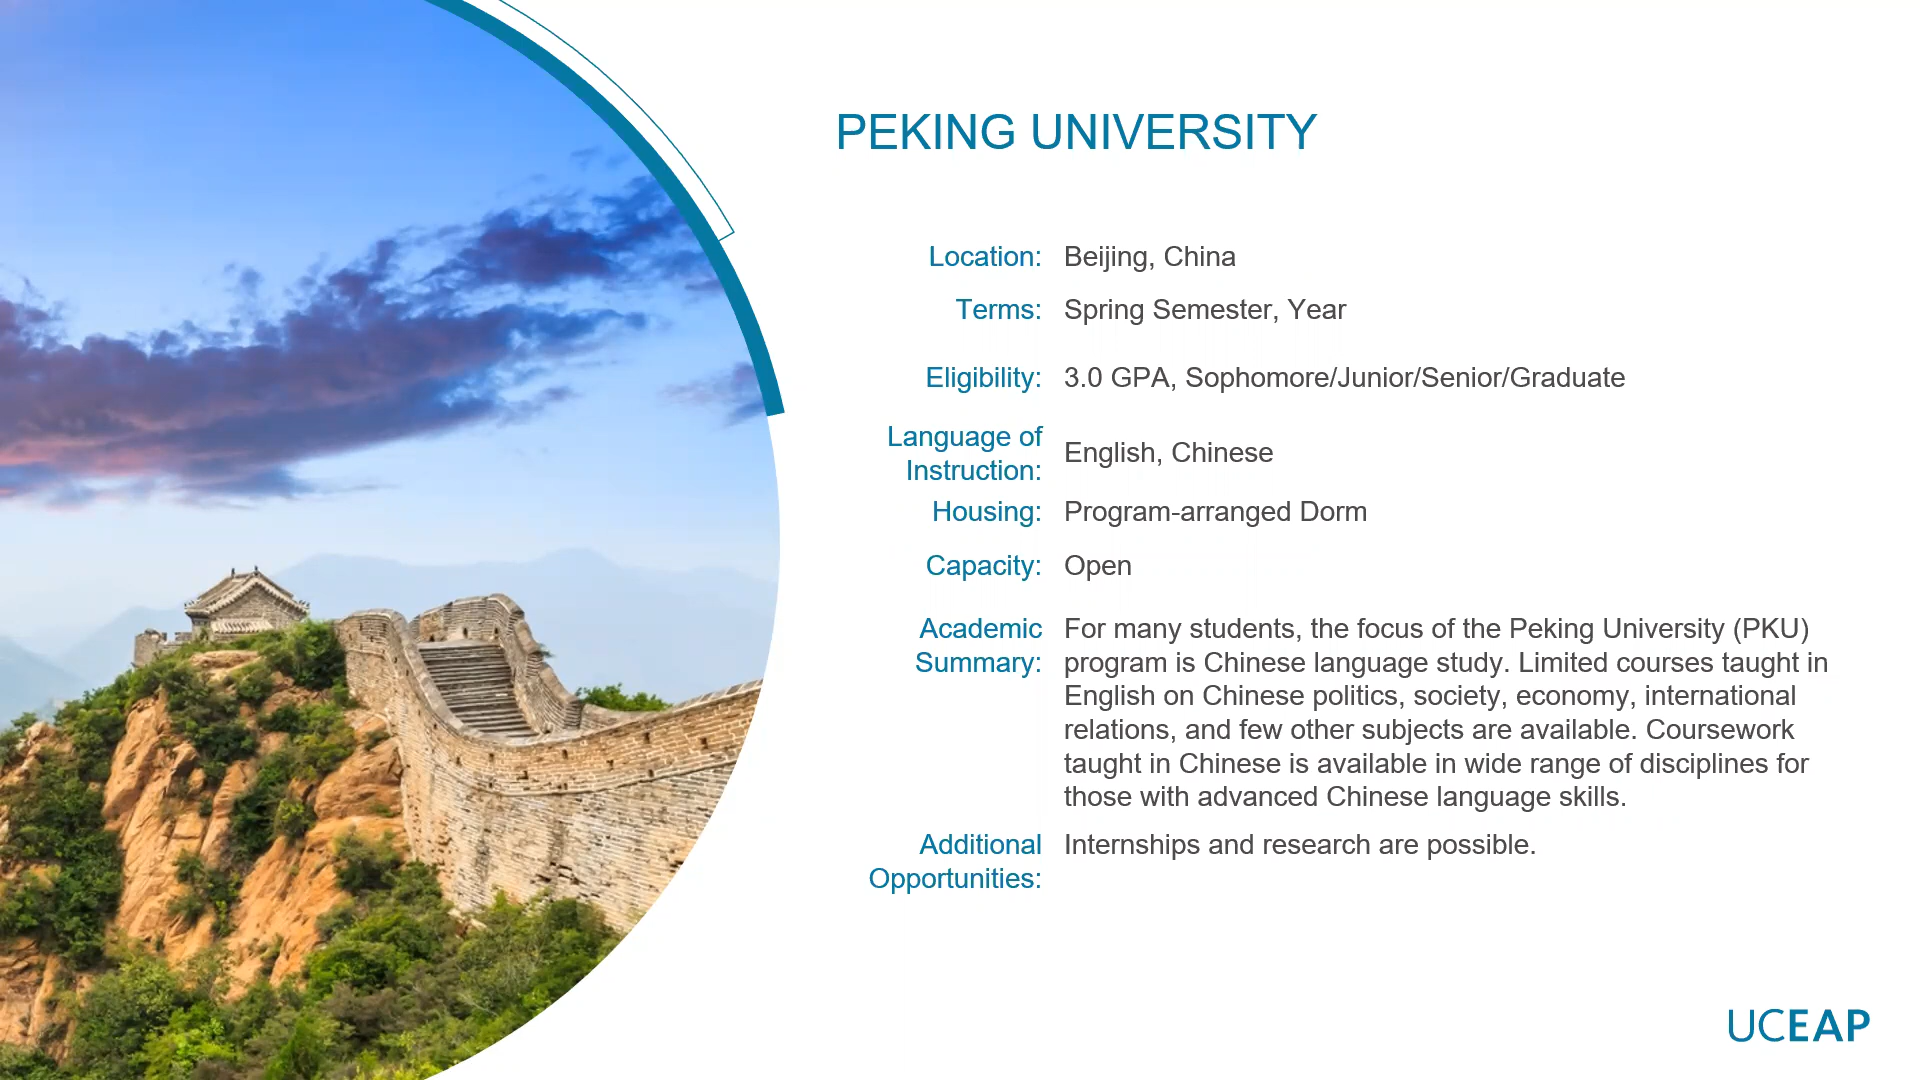 PEKING UNIVERSITY
Location: Beijing, China
Terms: Spring Semester, Year
Eligibility: 3.0 GPA, Sophomore/Junior/Senior/Graduate
Language of
Instruction: English, Chinese
Housing: Program-arranged Dorm
Capacity: Open
Academic
Summary:
For many students, the focus of the Peking University (PKU)
program is Chinese language study. Limited courses taught in
English on Chinese politics, society, economy, international
relations, and few other subjects are available. Coursework
taught in Chinese is available in wide range of disciplines for
those with advanced Chinese language skills.
Additional
Opportunities:
Internships and research are possible.
UCEAP